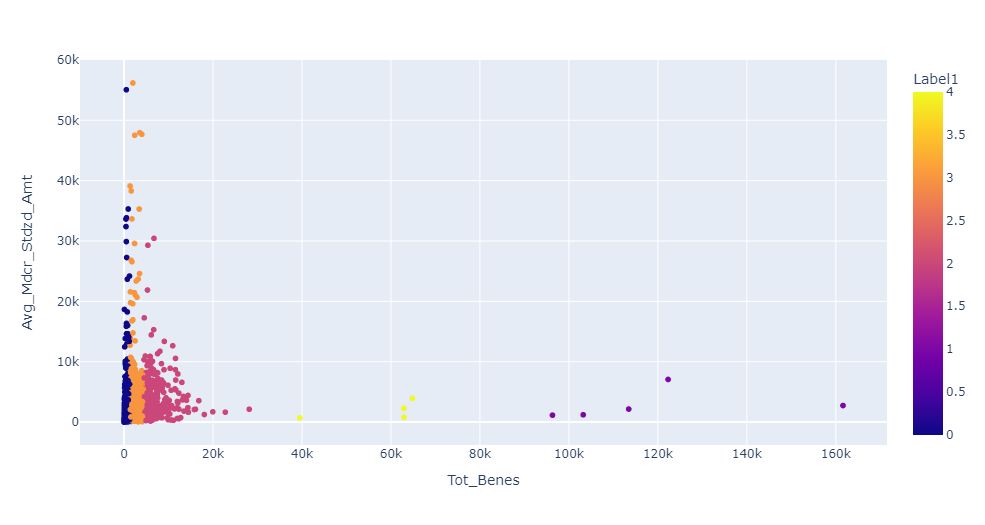 Label1
60k
50k
40k
30k
20k
10k
0
Avg_Mdcr_Stdzd_Amt
0
20k
40k
60k
80k
100k
120k
140k
160k
Tot_Benes
4
3.5
3
2.5
2
1.5
1
0.5
0